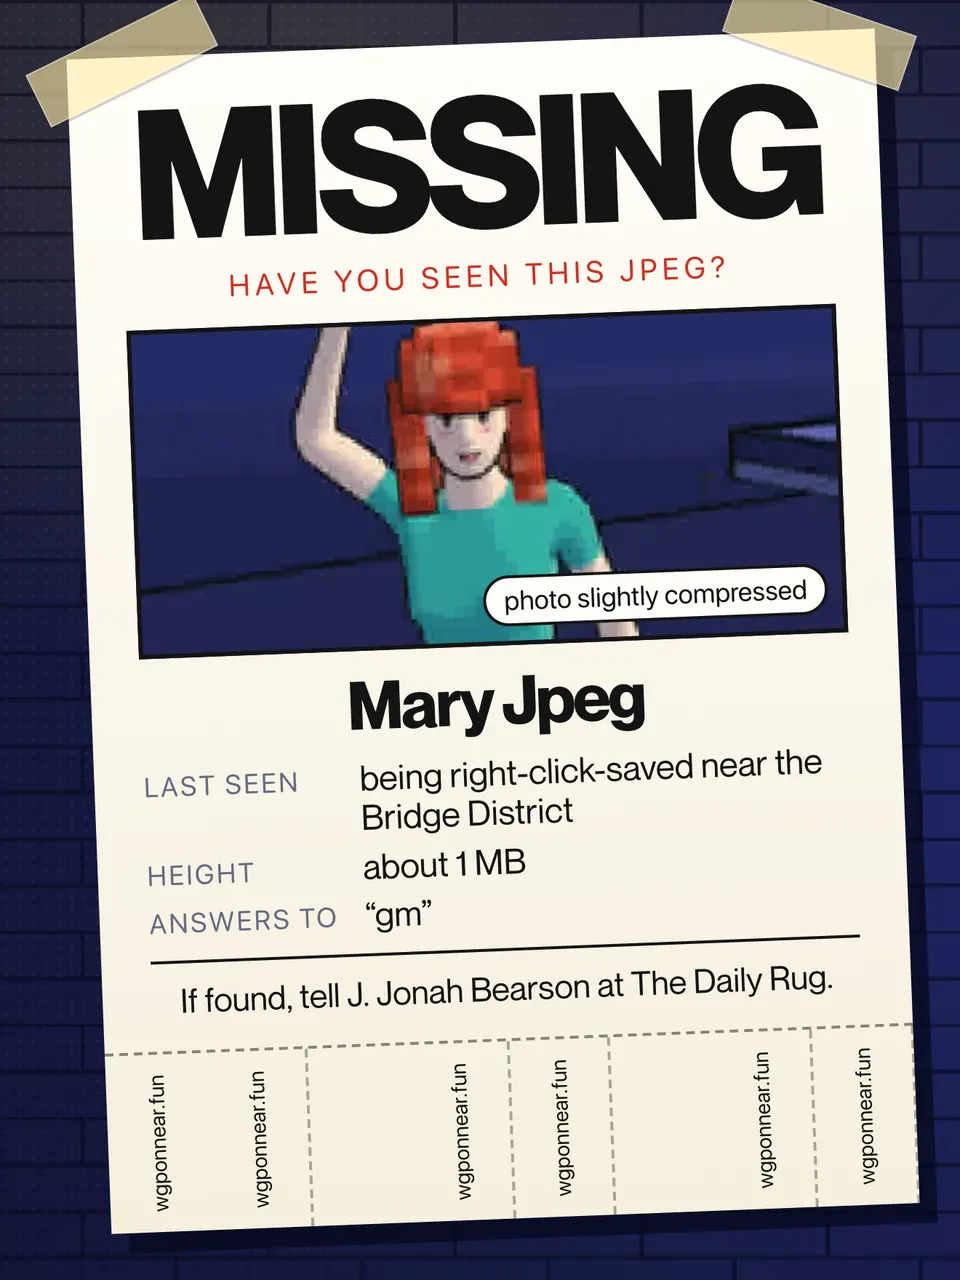 MISSING
HAVE YOU SEEN THIS JPEG?
photo slightly compressed
Mary Jpeg
LAST SEEN being right-click-saved near the
Bridge District
HEIGHT about 1 MB
ANSWERS TO “gm”
If found, tell J. Jonah Bearson at The Daily Rug.
wgponnear.fun
wgponnear.fun
wgponnear.fun
wgponnear.fun
wgponnear.fun
wgponnear.fun